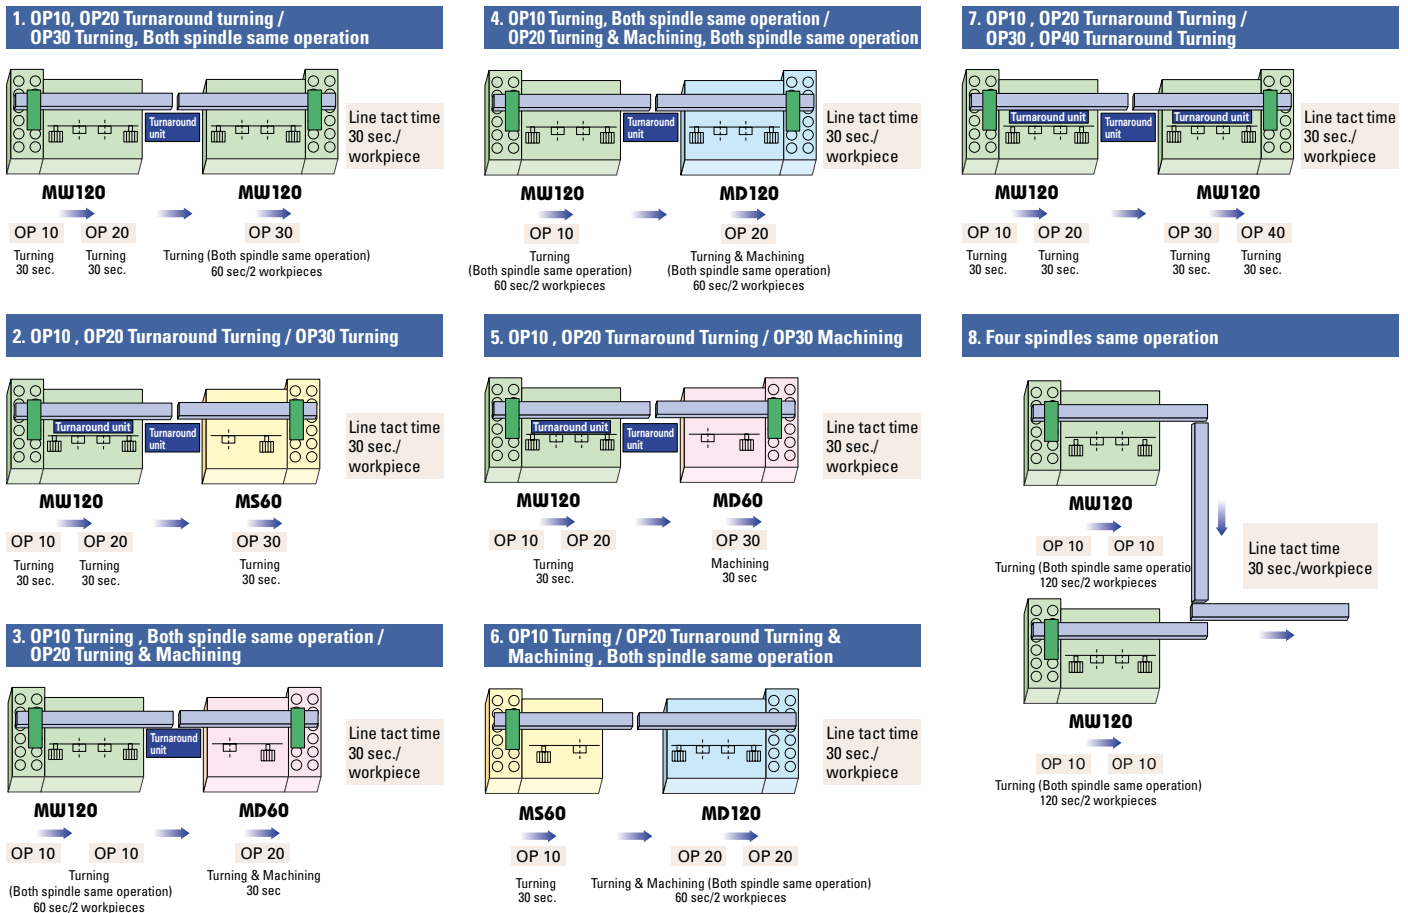 1. OP10, OP20 Turnaround turning /
OP30 Turning, Both spindle same operation
Turnaround
unit
Line tact time
30 sec./
workpiece
MW120
MW120
OP 10
OP 20
OP 30
Turning
30 sec.
Turning
30 sec.
Turning (Both spindle same operation)
60 sec/2 workpieces
2. OP10 , OP20 Turnaround Turning / OP30 Turning
Turnaround unit
Turnaround
unit
Line tact time
30 sec./
workpiece
MW120
MS60
OP 10
OP 20
OP 30
Turning
30 sec.
Turning
30 sec.
Turning
30 sec.
3. OP10 Turning , Both spindle same operation /
OP20 Turning & Machining
Turnaround
unit
Line tact time
30 sec./
workpiece
MW120
MD60
OP 10
OP 10
OP 20
Turning
(Both spindle same operation)
60 sec/2 workpieces
Turning & Machining
30 sec
4. OP10 Turning, Both spindle same operation /
OP20 Turning & Machining, Both spindle same operation
Turnaround
unit
Line tact time
30 sec./
workpiece
MW120
MD120
OP 10
OP 20
Turning
(Both spindle same operation)
60 sec/2 workpieces
Turning & Machining
(Both spindle same operation)
60 sec/2 workpieces
5. OP10 , OP20 Turnaround Turning / OP30 Machining
Turnaround unit
Turnaround
unit
Line tact time
30 sec./
workpiece
MW120
MD60
OP 10
OP 20
OP 30
Turning
30 sec.
Machining
30 sec
6. OP10 Turning / OP20 Turnaround Turning &
Machining , Both spindle same operation
Line tact time
30 sec./
workpiece
MS60
MD120
OP 10
OP 20
OP 20
Turning
30 sec.
Turning & Machining (Both spindle same operation)
60 sec/2 workpieces
7. OP10 , OP20 Turnaround Turning /
OP30 , OP40 Turnaround Turning
Turnaround unit
Turnaround
unit
Turnaround unit
Line tact time
30 sec./
workpiece
MW120
MW120
OP 10
OP 20
OP 30
OP 40
Turning
30 sec.
Turning
30 sec.
Turning
30 sec.
Turning
30 sec.
8. Four spindles same operation
MW120
OP 10
OP 10
Turning (Both spindle same operatio
120 sec/2 workpieces
Line tact time
30 sec./workpiece
MW120
OP 10
OP 10
Turning (Both spindle same operation)
120 sec/2 workpieces